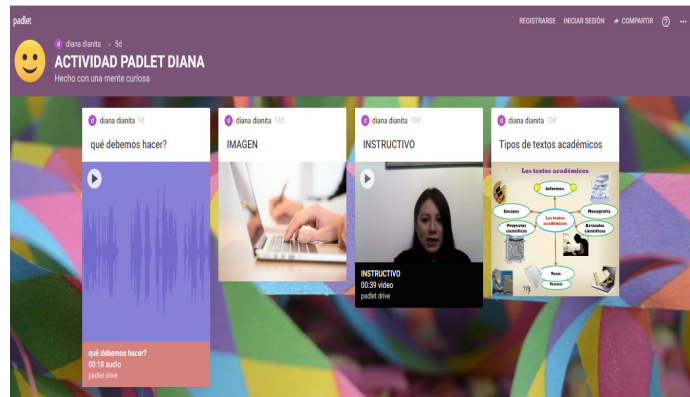 padlet
REGISTRARSE INICIAR SESIÓN COMPARTIR
diana dianita • 5d
ACTIVIDAD PADLET DIANA
Hecho con una mente curiosa
diana dianita 9d
qué debemos hacer?
qué debemos hacer?
00:18 audio
padlet drive
diana dianita 10d
IMAGEN
diana dianita 10d
INSTRUCTIVO
INSTRUCTIVO
00:39 video
padlet drive
diana dianita 10d
Tipos de textos académicos
Los textos académicos
Informes
Ensayos
Monografía
Los textos
académicos
Proyectos
científicos
Artículos
científicos
Tesis